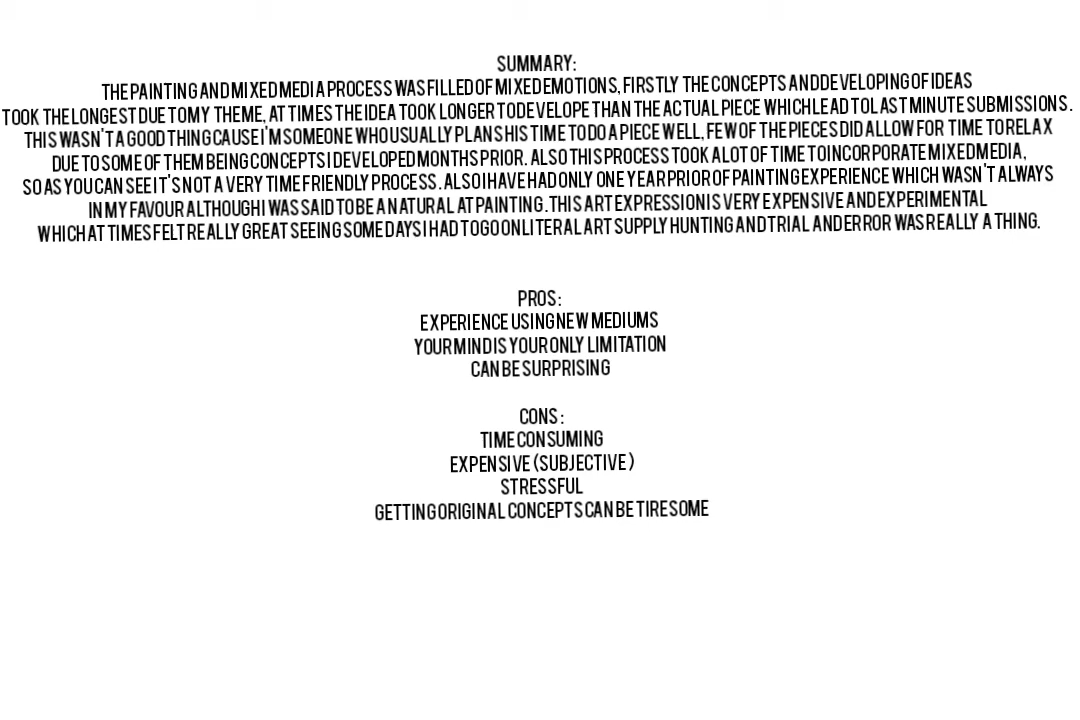 SUMMARY:
THE PAINTING AND MIXED MEDIA PROCESS WAS FILLED OF MIXED EMOTIONS, FIRSTLY THE CONCEPTS AND DEVELOPING OF IDEAS
TOOK THE LONGEST DUE TO MY THEME, AT TIMES THE IDEA TOOK LONGER TO DEVELOPE THAN THE ACTUAL PIECE WHICH LEAD TO LAST MINUTE SUBMISSIONS.
THIS WASN'T A GOOD THING CAUSE I'M SOMEONE WHO USUALLY PLANS HIS TIME TO DO A PIECE WELL, FEW OF THE PIECES DID ALLOW FOR TIME TO RELAX
DUE TO SOME OF THEM BEING CONCEPTS I DEVELOPED MONTHS PRIOR. ALSO THIS PROCESS TOOK A LOT OF TIME TO INCORPORATE MIXED MEDIA,
SO AS YOU CAN SEE IT'S NOT A VERY TIME FRIENDLY PROCESS. ALSO I HAVE HAD ONLY ONE YEAR PRIOR OF PAINTING EXPERIENCE WHICH WASN'T ALWAYS
IN MY FAVOUR ALTHOUGH I WAS SAID TO BE A NATURAL AT PAINTING. THIS ART EXPRESSION IS VERY EXPENSIVE AND EXPERIMENTAL
WHICH AT TIMES FELT REALLY GREAT SEEING SOME DAYS I HAD TO GO ON LITERAL ART SUPPLY HUNTING AND TRIAL AND ERROR WAS REALLY A THING.
PROS:
EXPERIENCE USING NEW MEDIUMS
YOUR MIND IS YOUR ONLY LIMITATION
CAN BE SURPRISING
CONS:
TIME CONSUMING
EXPENSIVE (SUBJECTIVE)
STRESSFUL
GETTING ORIGINAL CONCEPTS CAN BE TIRESOME